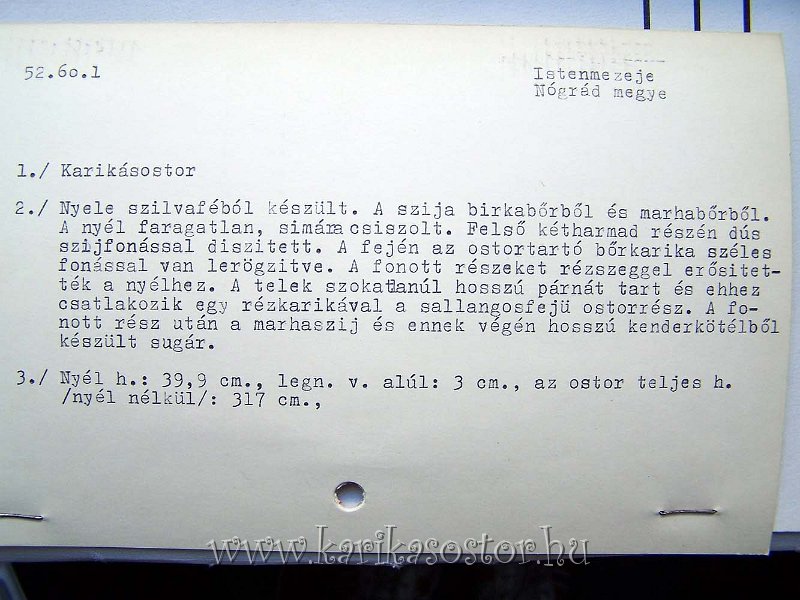 52.60.1
Istenmezeje
Nógrád megye
1./ Karikásostor
2./ Nyele szilvaféból készült. A szija birkabőrből és marhabőrből.
A nyél faragatlan, simára csiszolt. Felső kétharmad részén dús
szijfonással diszitett. A fején az ostortartó bőrkarika széles
fonással van lerögzitve. A fonott részeket rézszeggel erősitet-
ték a nyélhez. A telek szokatlanúl hosszú párnát tart és ehhez
csatlakozik egy rézkarikával a sallangosfejü ostorrész. A fo-
nott rész után a marhaszij és ennek végén hosszú kenderkötélből
készült sugár.
3./ Nyél h.: 39,9 cm., legn. v. alúl: 3 cm., az ostor teljes h.
/nyél nélkül/: 317 cm.,
www.karikasostor.hu